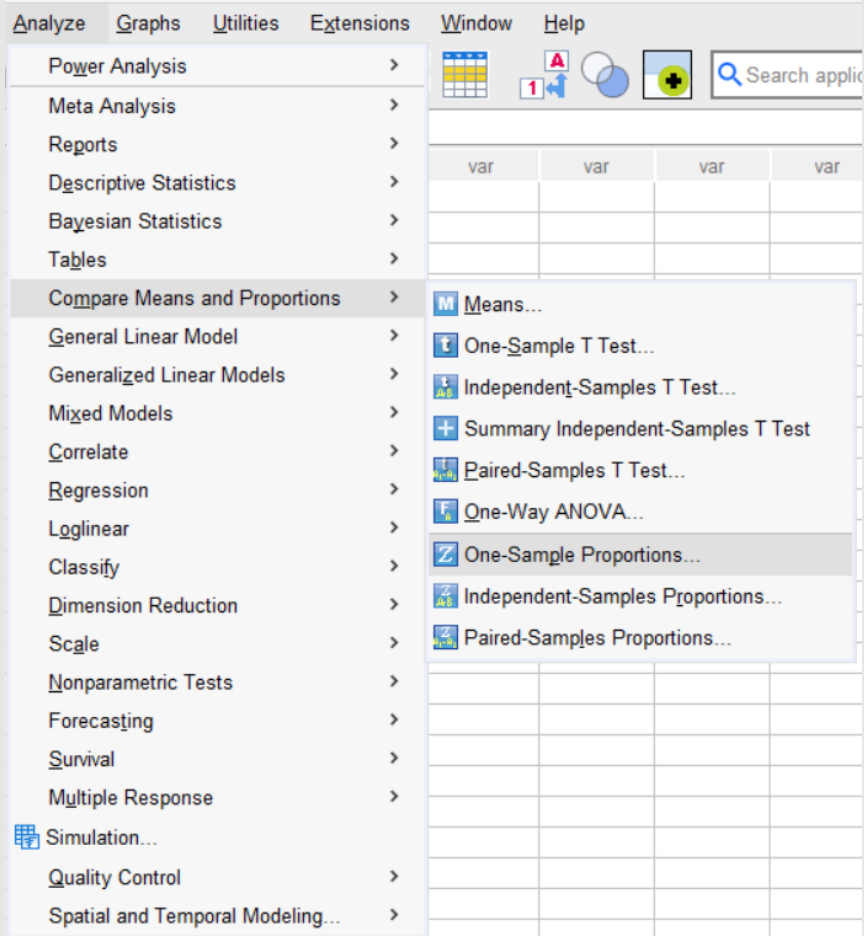 Analyze Graphs Utilities Extensions Window Help
Power Analysis
A
1
Search applic
Meta Analysis
Reports
Descriptive Statistics
var var var var
Bayesian Statistics
Tables
Compare Means and Proportions
General Linear Model
Generalized Linear Models
Mixed Models
Correlate
Regression
Loglinear
Classify
Dimension Reduction
Scale
Nonparametric Tests
Forecasting
Survival
Multiple Response
Simulation...
Quality Control
Spatial and Temporal Modeling...
M Means...
t One-Sample T Test...
t A-B Independent-Samples T Test...
Summary Independent-Samples T Test
Paired-Samples T Test...
One-Way ANOVA...
Z One-Sample Proportions...
Z A-B Independent-Samples Proportions...
Paired-Samples Proportions...